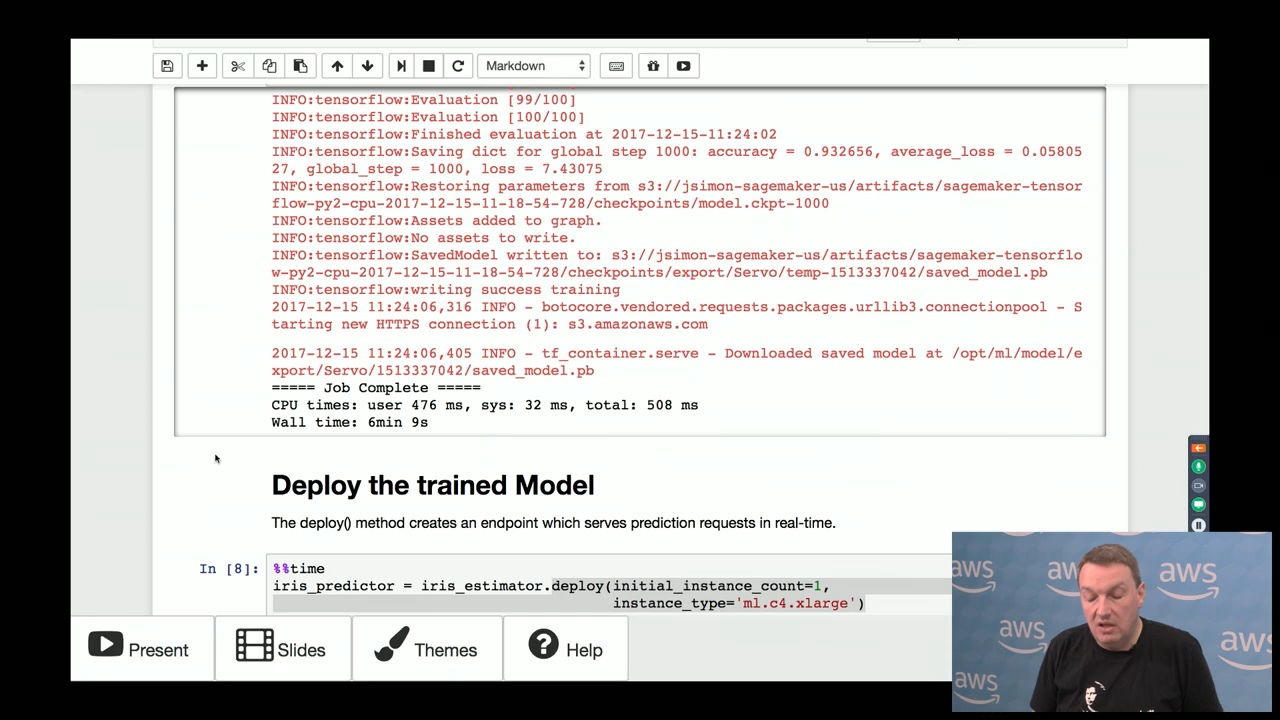 Markdown
INFO:tensorflow:Evaluation [99/100]
INFO:tensorflow:Evaluation [100/100]
INFO:tensorflow:Finished evaluation at 2017-12-15-11:24:02
INFO:tensorflow:Saving dict for global step 1000: accuracy = 0.932656, average_loss = 0.05805
27, global_step = 1000, loss = 7.43075
INFO:tensorflow:Restoring parameters from s3://jsimon-sagemaker-us/artifacts/sagemaker-tensor
flow-py2-cpu-2017-12-15-11-18-54-728/checkpoints/model.ckpt-1000
INFO:tensorflow:Assets added to graph.
INFO:tensorflow:No assets to write.
INFO:tensorflow:SavedModel written to: s3://jsimon-sagemaker-us/artifacts/sagemaker-tensorflo
w-py2-cpu-2017-12-15-11-18-54-728/checkpoints/export/Servo/temp-1513337042/saved_model.pb
INFO:tensorflow:writing success training
2017-12-15 11:24:06,316 INFO - botocore.vendored.requests.packages.urllib3.connectionpool - S
tarting new HTTPS connection (1): s3.amazonaws.com
2017-12-15 11:24:06,405 INFO - tf_container.serve - Downloaded saved model at /opt/ml/model/e
xport/Servo/1513337042/saved_model.pb
===== Job Complete =====
CPU times: user 476 ms, sys: 32 ms, total: 508 ms
Wall time: 6min 9s
Deploy the trained Model
The deploy() method creates an endpoint which serves prediction requests in real-time.
In [8]: %%time
iris_predictor = iris_estimator.deploy(initial_instance_count=1,
instance_type='ml.c4.xlarge')
Present
Slides
Themes
Help
aws
aws
aws
aws